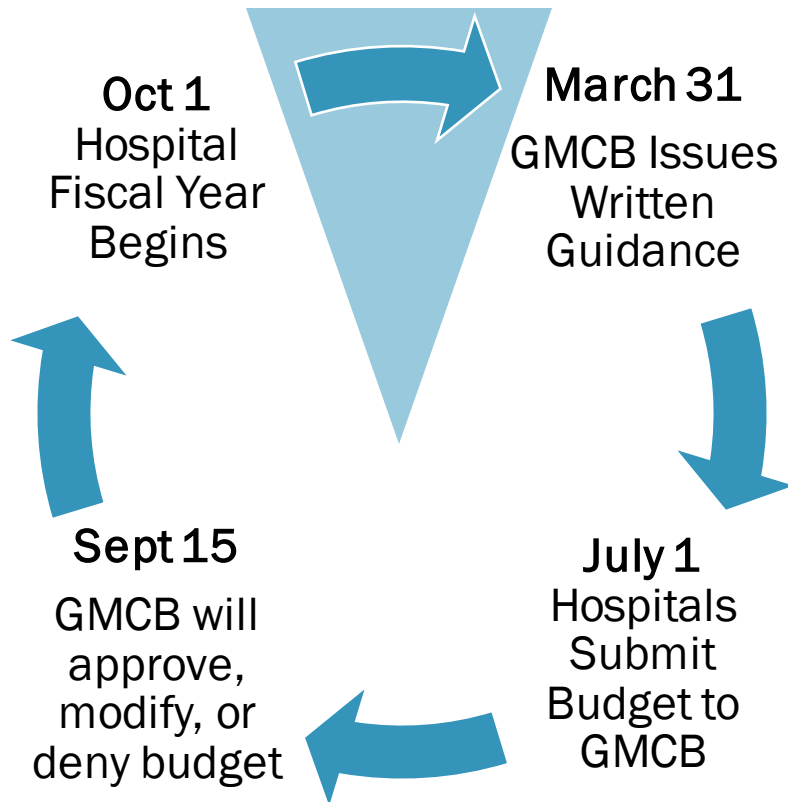 Oct 1
Hospital
Fiscal Year
Begins
March 31
GMCB Issues
Written
Guidance
July 1
Hospitals
Submit
Budget to
GMCB
Sept 15
GMCB will
approve,
modify, or
deny budget